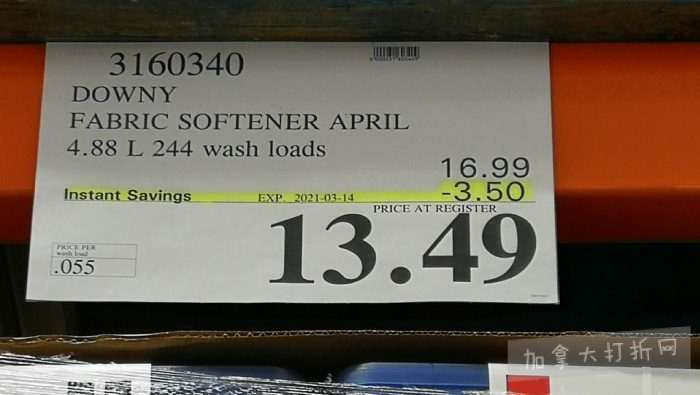 3160340
DOWNY
FABRIC SOFTENER APRIL
4.88 L 244 wash loads
16.99
Instant Savings EXP. 2021-03-14 -3.50
PRICE AT REGISTER
13.49
PRICE PER
wash load
.055
加拿大打折网